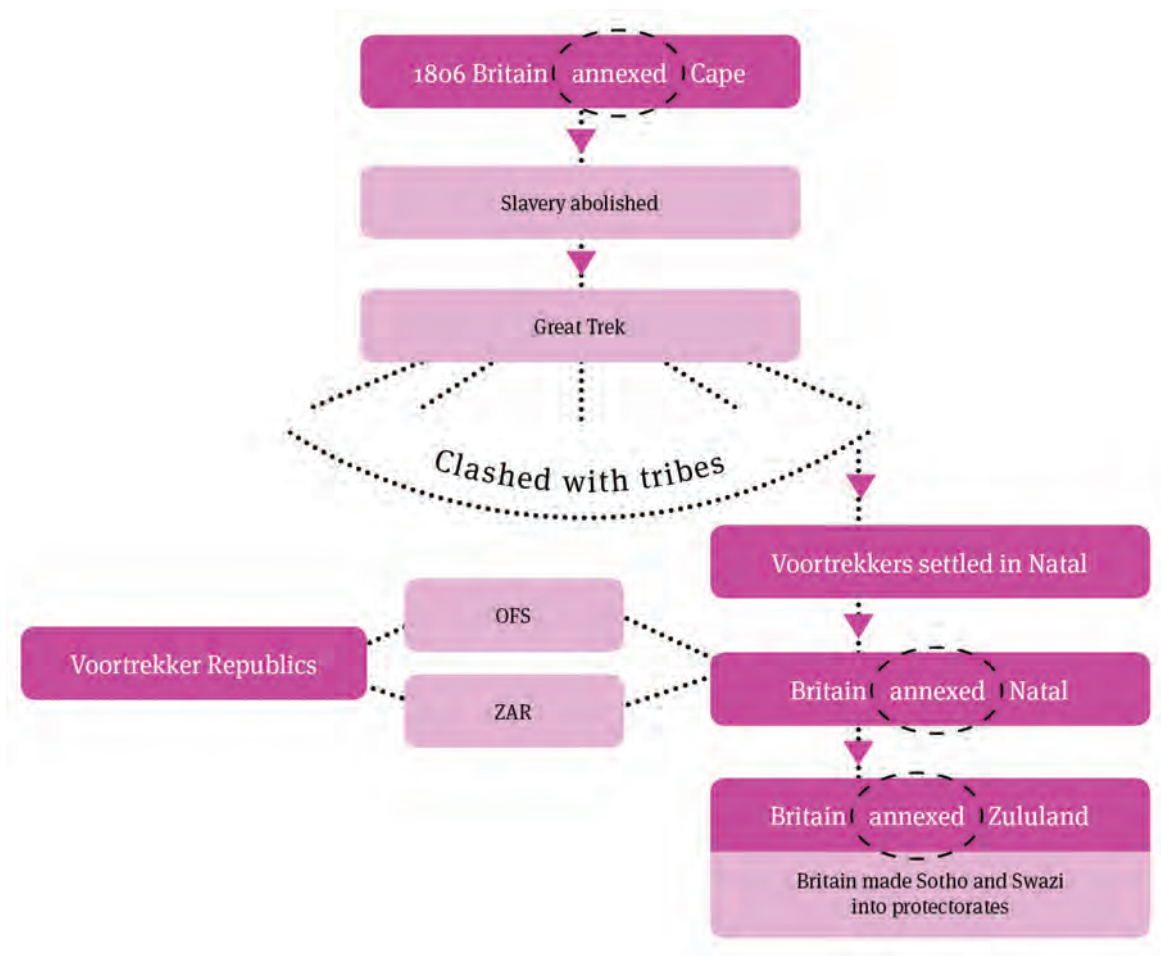 1806 Britain annexed Cape
Slavery abolished
Great Trek
Clashed with tribes
Voortrekkers settled in Natal
OFS
Voortrekker Republics
Britain annexed Natal
ZAR
Britain annexed Zululand
Britain made Sotho and Swazi
into protectorates